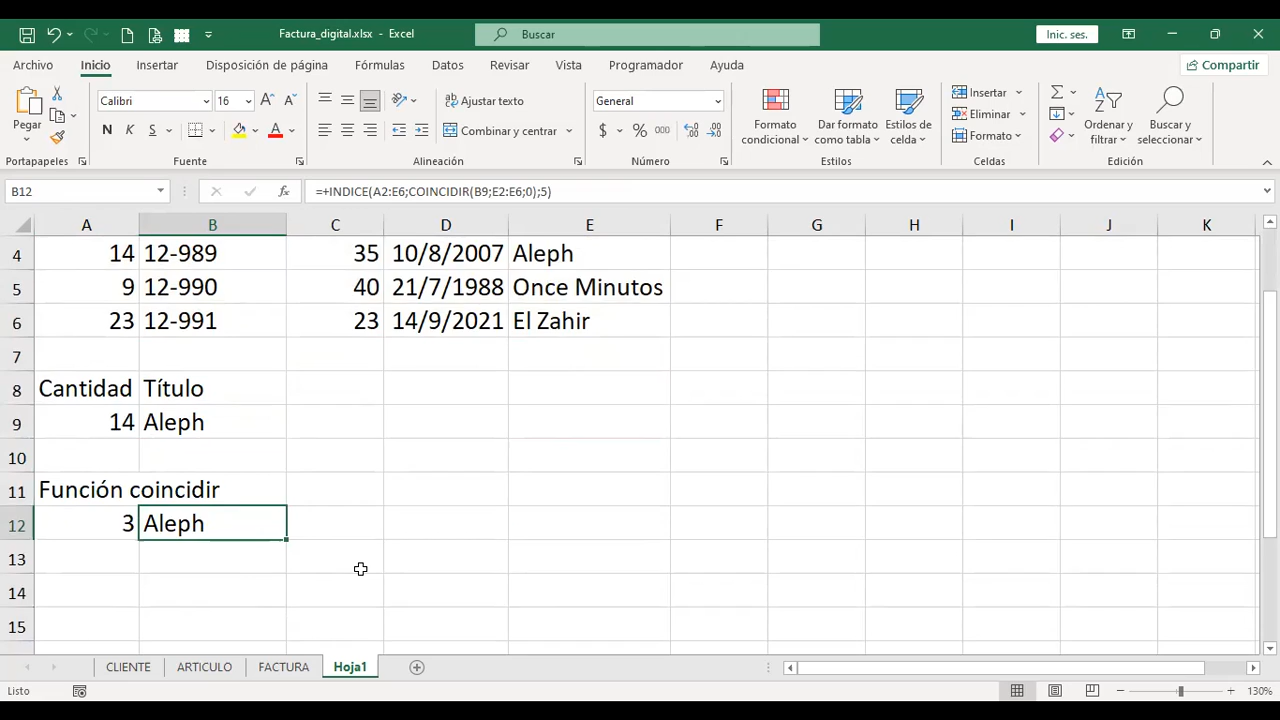 Factura_digital.xlsx - Excel
Buscar
Inic. ses.
Archivo Inicio Insertar Disposición de página Fórmulas Datos Revisar Vista Programador Ayuda Compartir
Pegar
Portapapeles
Calibri 16
N K S A
Fuente
Ajustar texto
Combinar y centrar
Alineación
General
$ % 000
Número
Formato condicional
Dar formato como tabla
Estilos de celda
Estilos
Insertar
Eliminar
Formato
Celdas
Ordenar y filtrar
Buscar y seleccionar
Edición
B12 fx =+INDICE(A2:E6;COINCIDIR(B9;E2:E6;0);5)
A B C D E F G H I J K
4 14 12-989 35 10/8/2007 Aleph
5 9 12-990 40 21/7/1988 Once Minutos
6 23 12-991 23 14/9/2021 El Zahir
7
8 Cantidad Título
9 14 Aleph
10
11 Función coincidir
12 3 Aleph
13
14
15
CLIENTE ARTICULO FACTURA Hoja1
Listo 130%